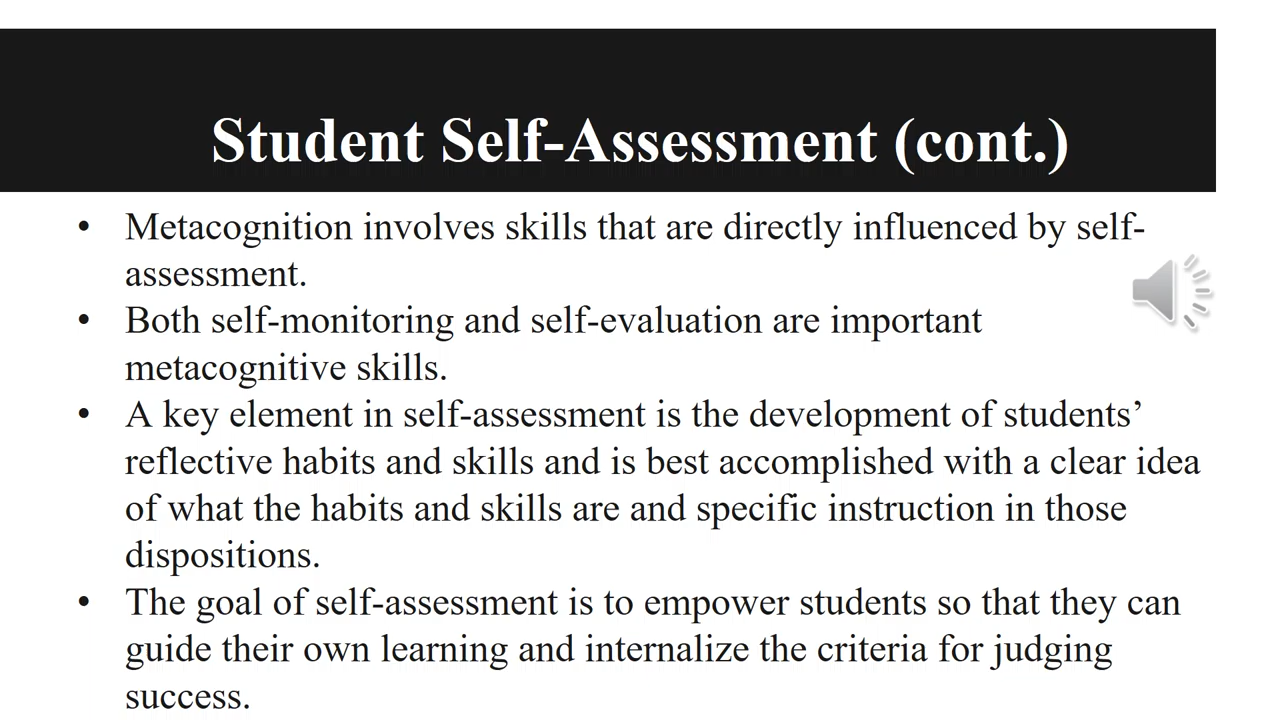 Student Self-Assessment (cont.)
• Metacognition involves skills that are directly influenced by self-
assessment.
• Both self-monitoring and self-evaluation are important
metacognitive skills.
• A key element in self-assessment is the development of students’
reflective habits and skills and is best accomplished with a clear idea
of what the habits and skills are and specific instruction in those
dispositions.
• The goal of self-assessment is to empower students so that they can
guide their own learning and internalize the criteria for judging
success.